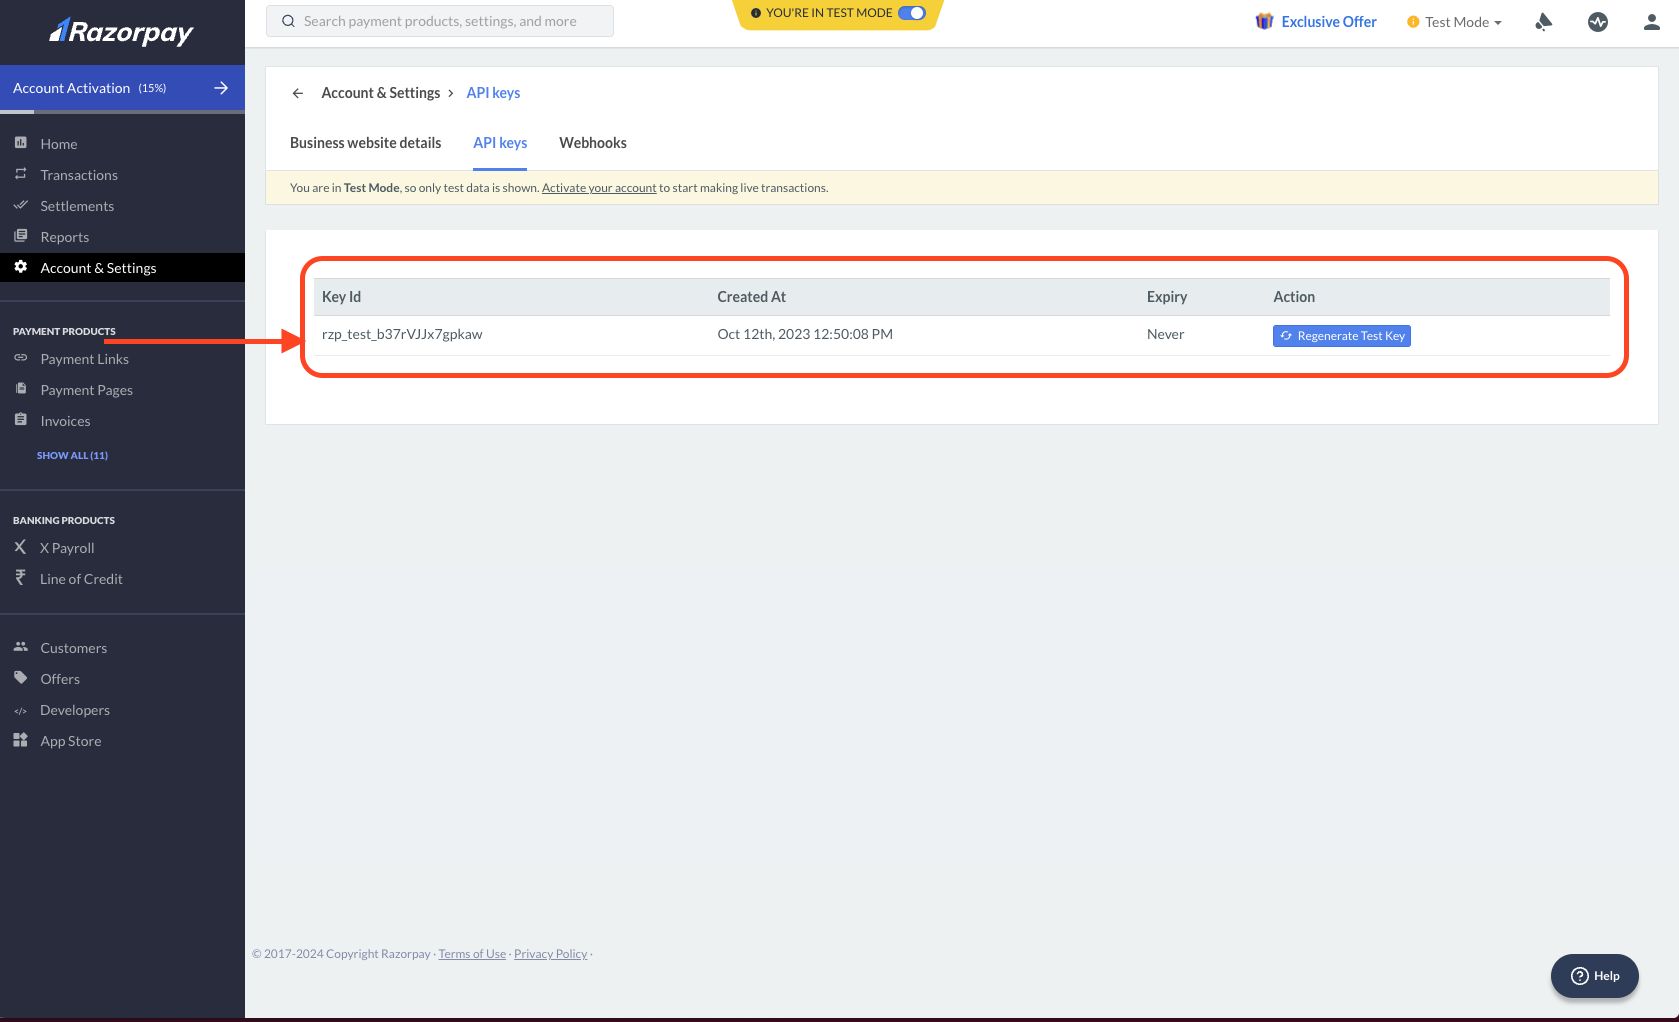 Razorpay
Search payment products, settings, and more
YOU'RE IN TEST MODE
Exclusive Offer
Test Mode
Account Activation (15%)
Home
Transactions
Settlements
Reports
Account & Settings
PAYMENT PRODUCTS
Payment Links
Payment Pages
Invoices
SHOW ALL (11)
BANKING PRODUCTS
X Payroll
Line of Credit
Customers
Offers
Developers
App Store
Account & Settings > API keys
Business website details API keys Webhooks
You are in Test Mode, so only test data is shown. Activate your account to start making live transactions.
Key Id Created At Expiry Action
rzp_test_b37rVJJx7gpkaw Oct 12th, 2023 12:50:08 PM Never Regenerate Test Key
© 2017-2024 Copyright Razorpay · Terms of Use · Privacy Policy ·
Help